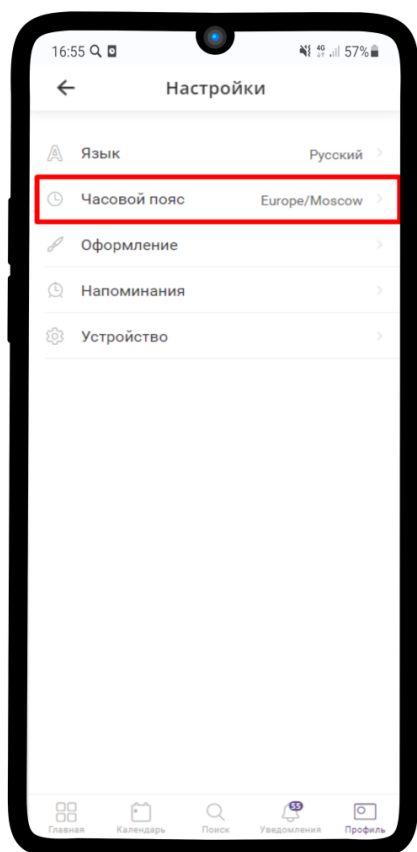 16:55 4G 57%
Настройки
Язык Русский
Часовой пояс Europe/Moscow
Оформление
Напоминания
Устройство
55
Главная Календарь Поиск Уведомления Профиль